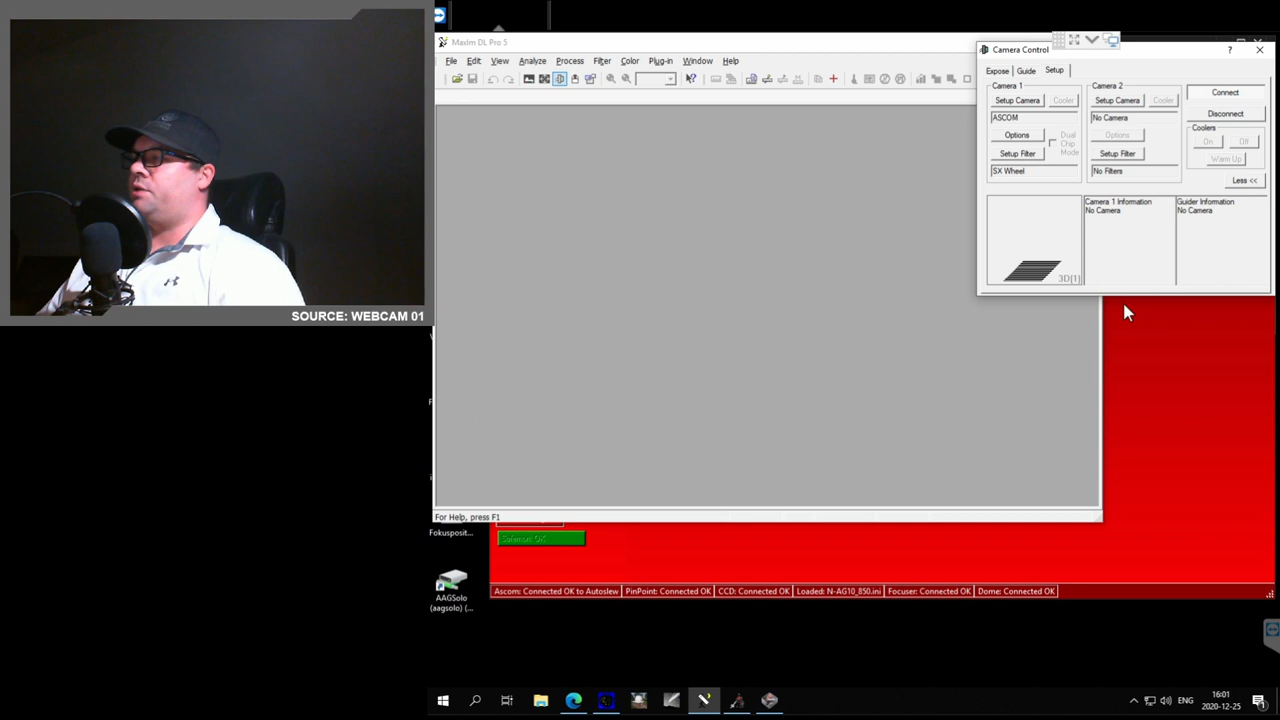 MaxIm DL Pro 5
File Edit View Analyze Process Filter Color Plug-in Window Help
Camera Control
Expose Guide Setup
Camera 1
Setup Camera Cooler
ASCOM
Options
Dual Chip Mode
Setup Filter
SX Wheel
Camera 2
Setup Camera Cooler
No Camera
Options
Setup Filter
No Filters
Connect
Disconnect
Coolers
On Off
Warm Up
Less <<
3D[1]
Camera 1 Information
No Camera
Guider Information
No Camera
SOURCE: WEBCAM 01
For Help, press F1
Fokusposit...
Safemon: OK
AAGSolo
(aagsolo) (...
Ascom: Connected OK to Autoslew PinPoint: Connected OK CCD: Connected OK Loaded: N-AG10_850.ini Focuser: Connected OK Dome: Connected OK
ENG
16:01
2020-12-25